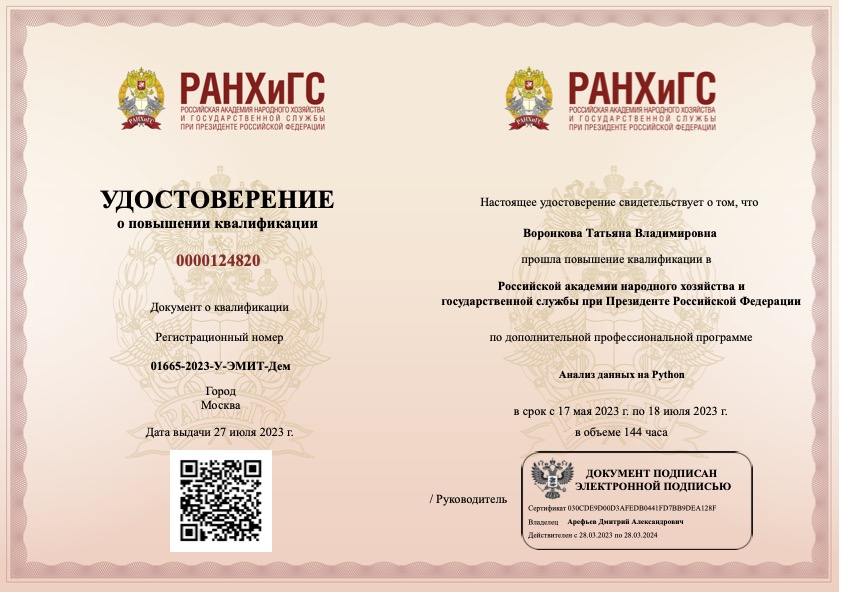 РАНХиГС
РОССИЙСКАЯ АКАДЕМИЯ НАРОДНОГО ХОЗЯЙСТВА
И ГОСУДАРСТВЕННОЙ СЛУЖБЫ
ПРИ ПРЕЗИДЕНТЕ РОССИЙСКОЙ ФЕДЕРАЦИИ
РАНХиГС
УДОСТОВЕРЕНИЕ
о повышении квалификации
0000124820
Документ о квалификации
Регистрационный номер
01665-2023-У-ЭМИТ-Дем
Город
Москва
Дата выдачи 27 июля 2023 г.
РАНХиГС
РОССИЙСКАЯ АКАДЕМИЯ НАРОДНОГО ХОЗЯЙСТВА
И ГОСУДАРСТВЕННОЙ СЛУЖБЫ
ПРИ ПРЕЗИДЕНТЕ РОССИЙСКОЙ ФЕДЕРАЦИИ
РАНХиГС
Настоящее удостоверение свидетельствует о том, что
Воронкова Татьяна Владимировна
прошла повышение квалификации в
Российской академии народного хозяйства и
государственной службы при Президенте Российской Федерации
по дополнительной профессиональной программе
Анализ данных на Python
в срок с 17 мая 2023 г. по 18 июля 2023 г.
в объеме 144 часа
/ Руководитель
ДОКУМЕНТ ПОДПИСАН
ЭЛЕКТРОННОЙ ПОДПИСЬЮ
Сертификат 030CDE9D00D3AFEDB0441FD7BB9DEA128F
Владелец Арефьев Дмитрий Александрович
Действителен с 28.03.2023 по 28.03.2024